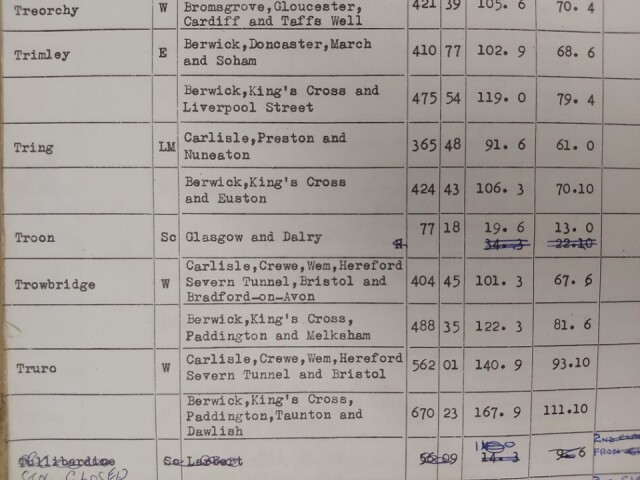 Treorchy W Bromsgrove,Gloucester, 421 39 105. 6 70. 4
Cardiff and Taffs Well
Trimley E Berwick,Doncaster,March 410 77 102. 9 68. 6
and Soham
Berwick,King's Cross and 475 54 119. 0 79. 4
Liverpool Street
Tring LM Carlisle,Preston and 365 48 91. 6 61. 0
Nuneaton
Berwick,King's Cross 424 43 106. 3 70.10
and Euston
Troon Sc Glasgow and Dalry 77 18 19. 6 13. 0
34. 3 22.10
Carlisle,Crewe,Wem,Hereford
Trowbridge W Severn Tunnel,Bristol and 404 45 101. 3 67. 6
Bradford-on-Avon
Berwick,King's Cross, 488 35 122. 3 81. 6
Paddington and Melksham
Truro W Carlisle,Crewe,Wem,Hereford 562 01 140. 9 93.10
Severn Tunnel and Bristol
Berwick,King's Cross,
Paddington,Taunton and 670 23 167. 9 111.10
Dawlish
Tullibardine Sc Larbert 56 09 14. 3 9. 6
2ND
FROM
STN CLOSED